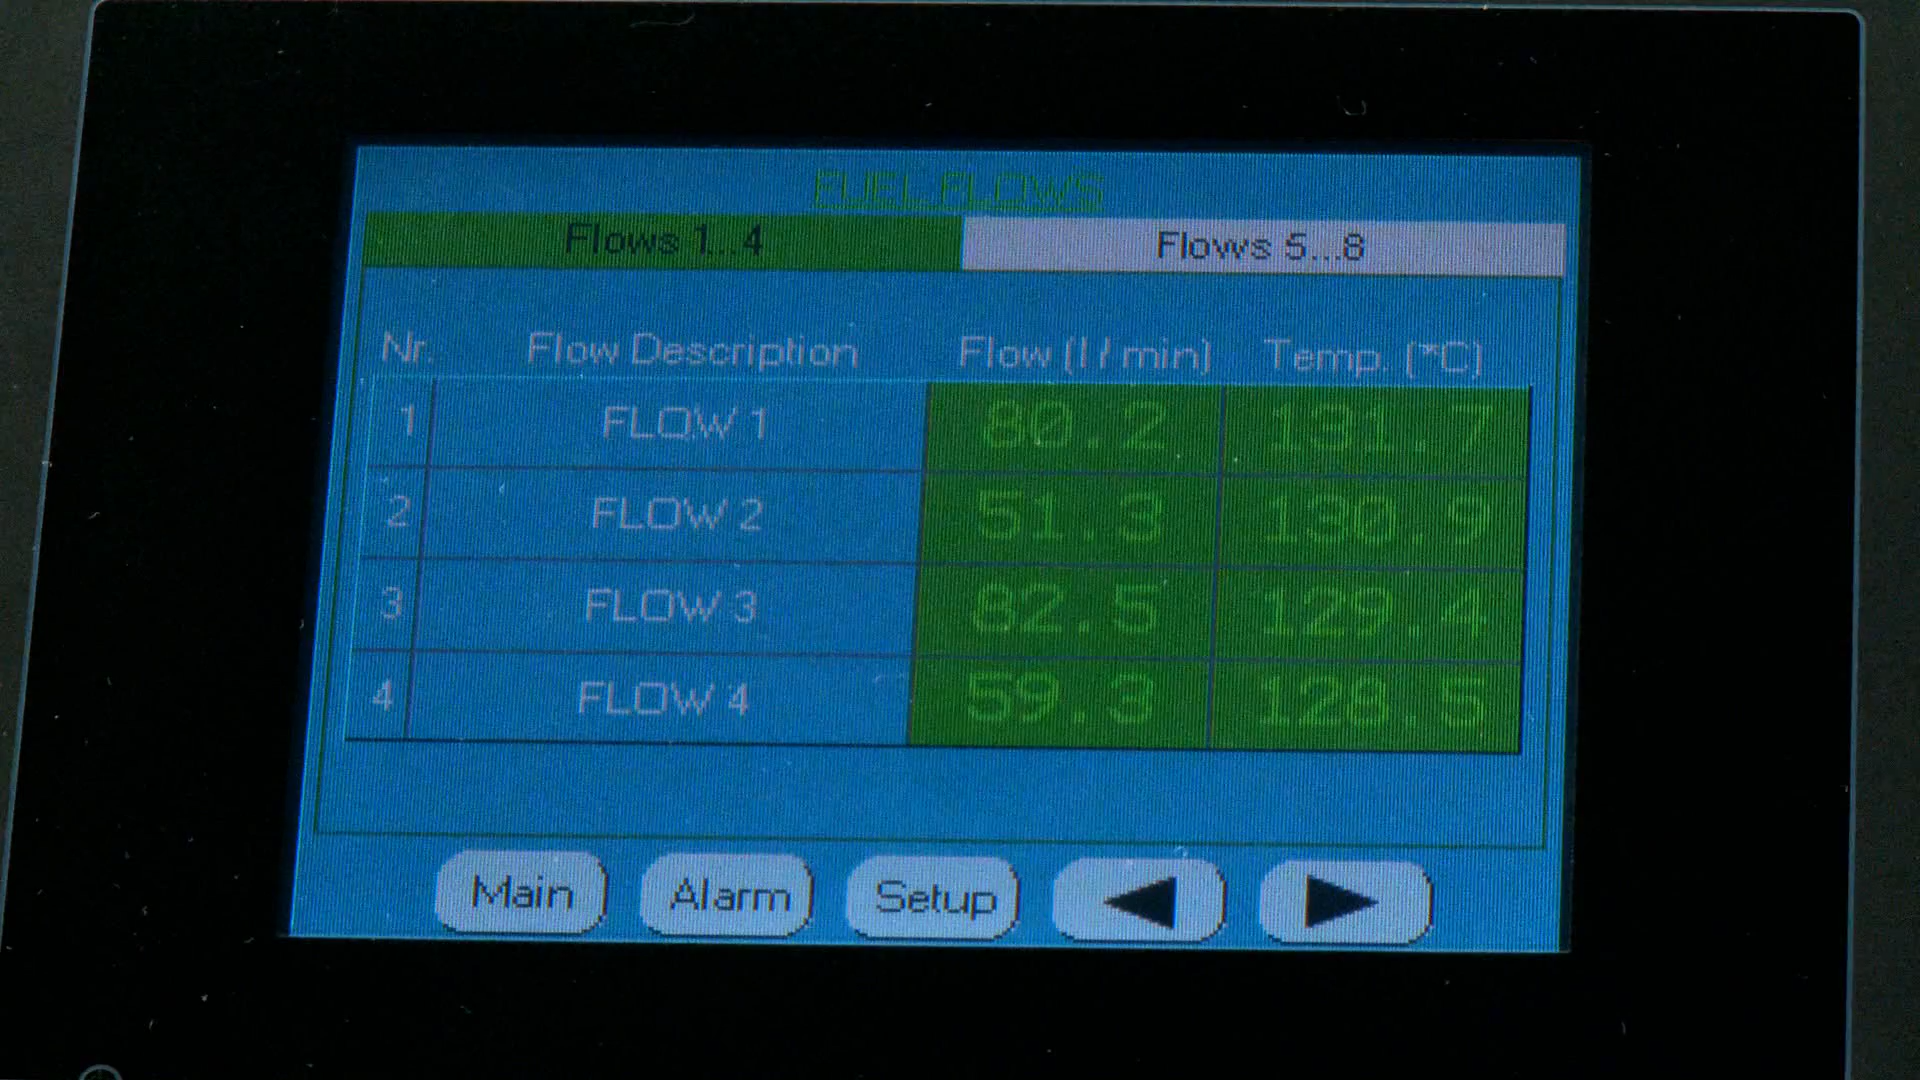 FUEL FLOWS
Flows 1...4 Flows 5...8
Nr. Flow Description Flow (l / min) Temp. (*C)
1 FLOW 1 80.2 131.7
2 FLOW 2 51.3 130.9
3 FLOW 3 82.5 129.4
4 FLOW 4 59.3 128.5
Main Alarm Setup